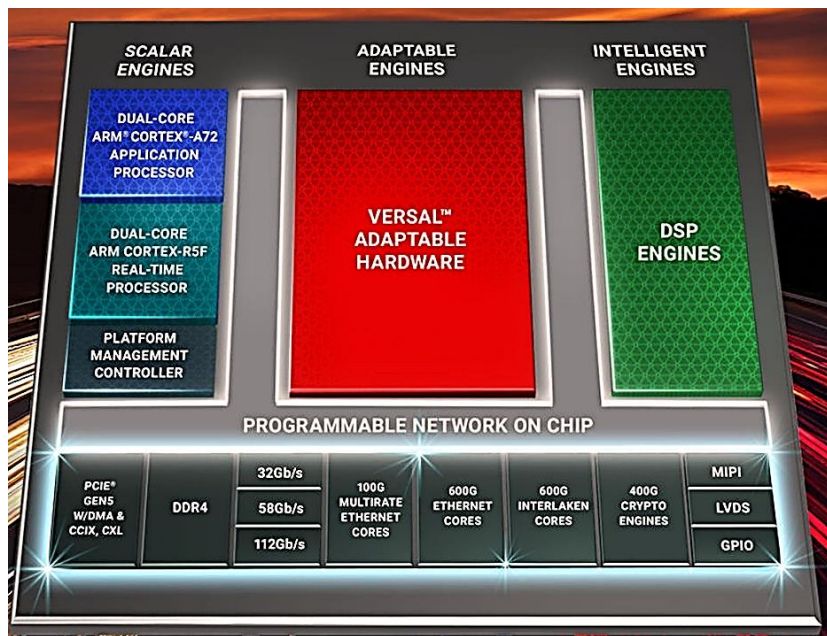 SCALAR
ENGINES
ADAPTABLE
ENGINES
INTELLIGENT
ENGINES
DUAL-CORE
ARM® CORTEX®-A72
APPLICATION
PROCESSOR
DUAL-CORE
ARM CORTEX-R5F
REAL-TIME
PROCESSOR
PLATFORM
MANAGEMENT
CONTROLLER
VERSAL™
ADAPTABLE
HARDWARE
DSP
ENGINES
PROGRAMMABLE NETWORK ON CHIP
PCIE®
GEN5
W/DMA &
CCIX, CXL
DDR4
32Gb/s
58Gb/s
112Gb/s
100G
MULTIRATE
ETHERNET
CORES
600G
ETHERNET
CORES
600G
INTERLAKEN
CORES
400G
CRYPTO
ENGINES
MIPI
LVDS
GPIO